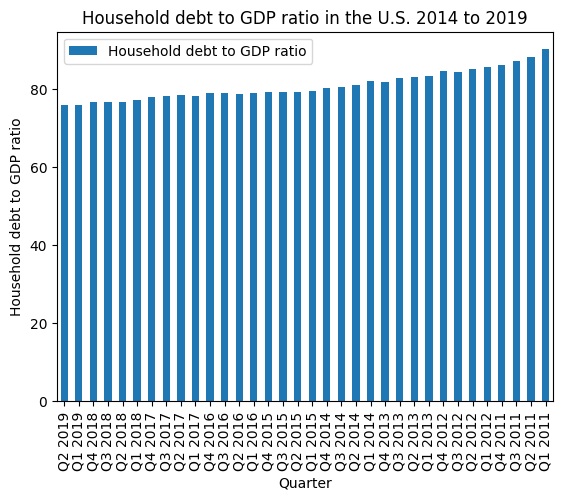 Household debt to GDP ratio in the U.S. 2014 to 2019
Household debt to GDP ratio
Household debt to GDP ratio
80
60
40
20
0
Q2 2019
Q1 2019
Q4 2018
Q3 2018
Q2 2018
Q1 2018
Q4 2017
Q3 2017
Q2 2017
Q1 2017
Q4 2016
Q3 2016
Q2 2016
Q1 2016
Q4 2015
Q3 2015
Q2 2015
Q1 2015
Q4 2014
Q3 2014
Q2 2014
Q1 2014
Q4 2013
Q3 2013
Q2 2013
Q1 2013
Q4 2012
Q3 2012
Q2 2012
Q1 2012
Q4 2011
Q3 2011
Q2 2011
Q1 2011
Quarter